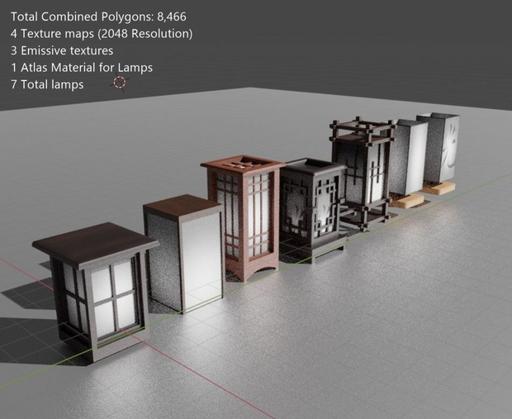 Total Combined Polygons: 8,466
4 Texture maps (2048 Resolution)
3 Emissive textures
1 Atlas Material for Lamps
7 Total lamps